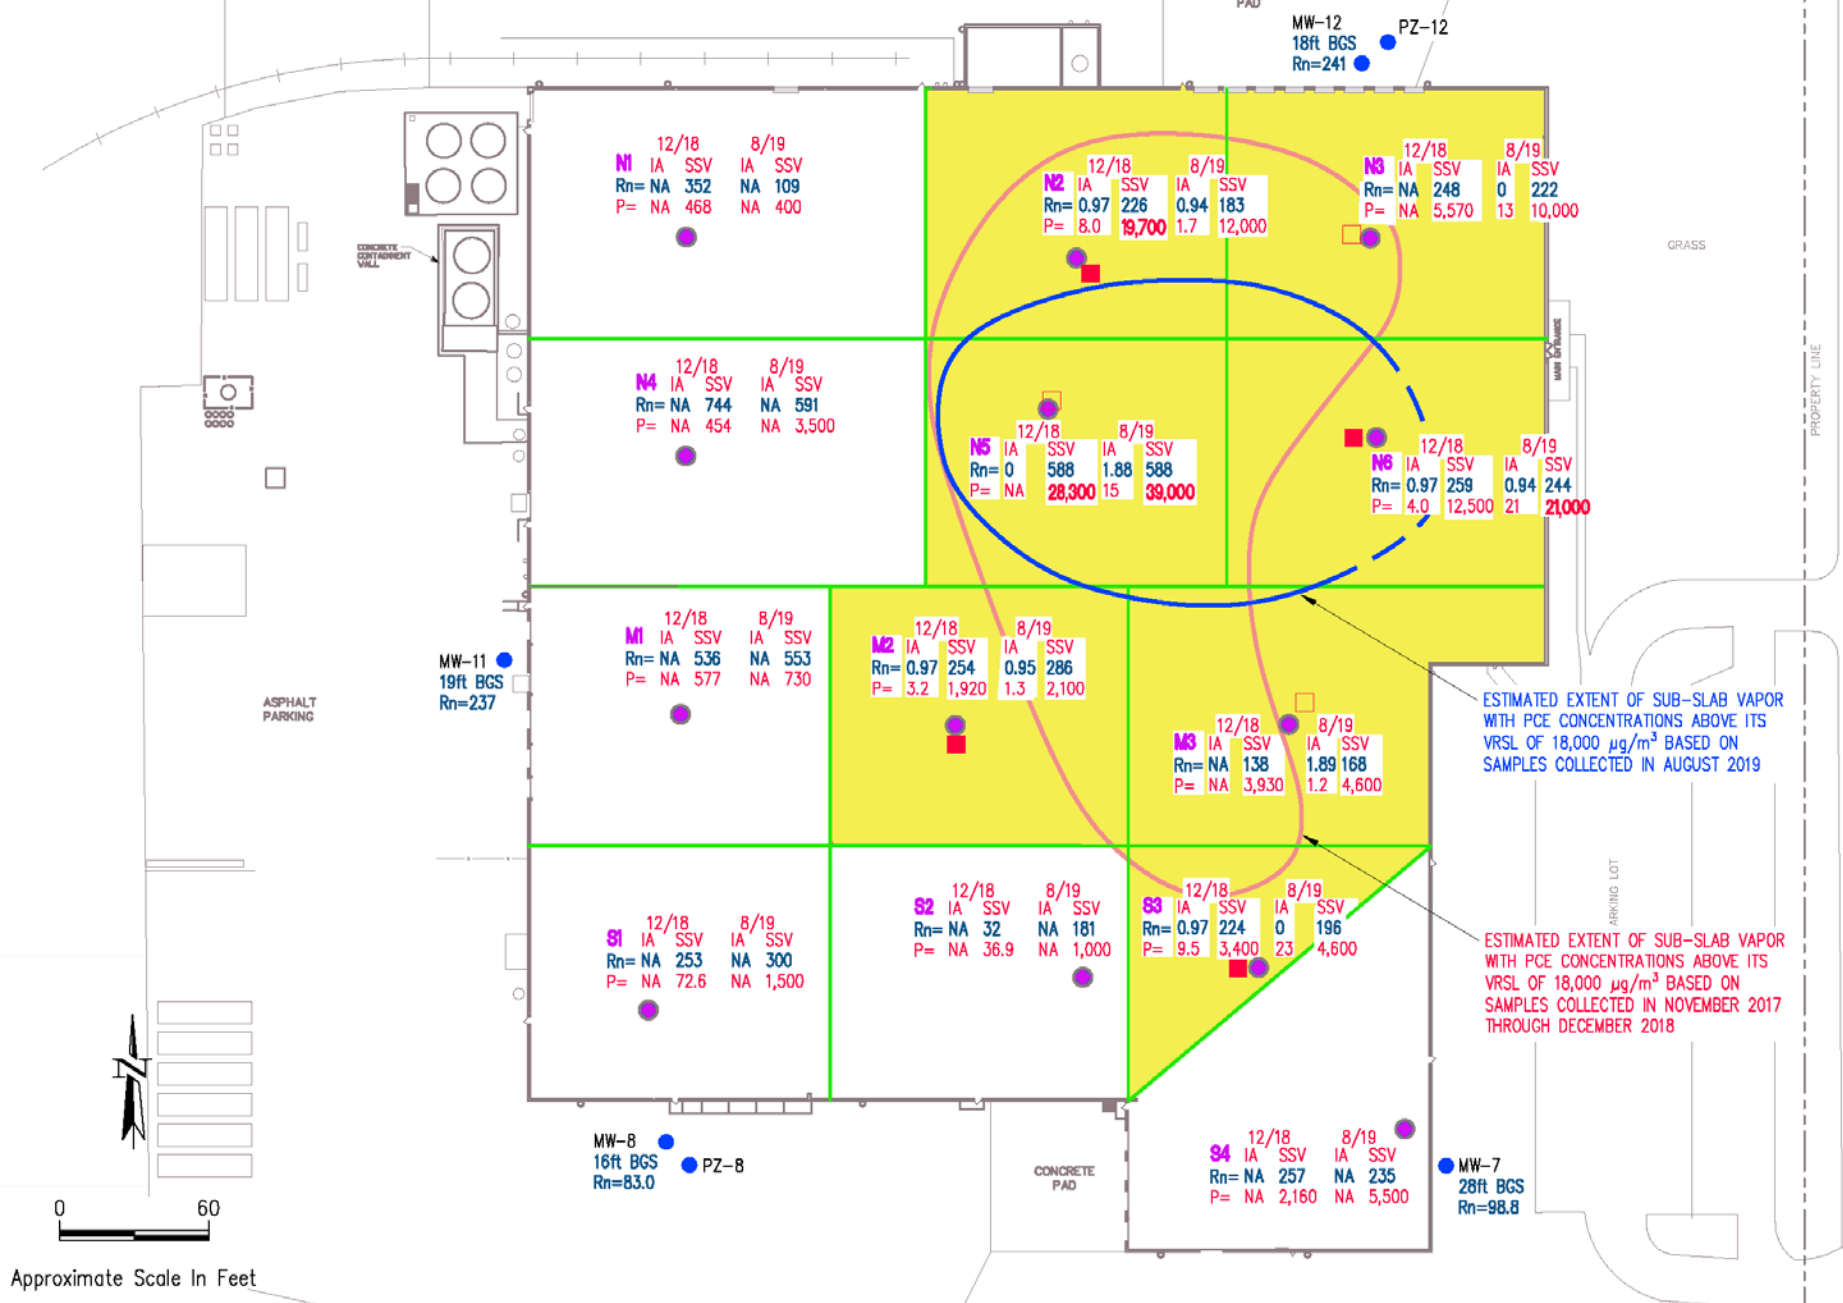 PAD
MW-12
18ft BGS
Rn=241
PZ-12
12/18 8/19
N1 IA SSV IA SSV
Rn= NA 352 NA 109
P= NA 468 NA 400
12/18 8/19
N2 IA SSV IA SSV
Rn= 0.97 226 0.94 183
P= 8.0 19,700 1.7 12,000
12/18 8/19
N3 IA SSV IA SSV
Rn= NA 248 0 222
P= NA 5,570 13 10,000
CONCRETE
CONTAINMENT
WALL
GRASS
MAIN ENTRANCE
PROPERTY LINE
12/18 8/19
N4 IA SSV IA SSV
Rn= NA 744 NA 591
P= NA 454 NA 3,500
12/18 8/19
N5 IA SSV IA SSV
Rn= 0 588 1.88 588
P= NA 28,300 15 39,000
12/18 8/19
N6 IA SSV IA SSV
Rn= 0.97 259 0.94 244
P= 4.0 12,500 21 21,000
MW-11
19ft BGS
Rn=237
12/18 8/19
M1 IA SSV IA SSV
Rn= NA 536 NA 553
P= NA 577 NA 730
12/18 8/19
M2 IA SSV IA SSV
Rn= 0.97 254 0.95 286
P= 3.2 1,920 1.3 2,100
12/18 8/19
M3 IA SSV IA SSV
Rn= NA 138 1.89 168
P= NA 3,930 1.2 4,600
ASPHALT
PARKING
ESTIMATED EXTENT OF SUB-SLAB VAPOR
WITH PCE CONCENTRATIONS ABOVE ITS
VRSL OF 18,000 µg/m³ BASED ON
SAMPLES COLLECTED IN AUGUST 2019
ARKING LOT
12/18 8/19
S1 IA SSV IA SSV
Rn= NA 253 NA 300
P= NA 72.6 NA 1,500
12/18 8/19
S2 IA SSV IA SSV
Rn= NA 32 NA 181
P= NA 36.9 NA 1,000
12/18 8/19
S3 IA SSV IA SSV
Rn= 0.97 224 0 196
P= 9.5 3,400 23 4,600
ESTIMATED EXTENT OF SUB-SLAB VAPOR
WITH PCE CONCENTRATIONS ABOVE ITS
VRSL OF 18,000 µg/m³ BASED ON
SAMPLES COLLECTED IN NOVEMBER 2017
THROUGH DECEMBER 2018
N
MW-8
16ft BGS
Rn=83.0
PZ-8
CONCRETE
PAD
12/18 8/19
S4 IA SSV IA SSV
Rn= NA 257 NA 235
P= NA 2,160 NA 5,500
MW-7
28ft BGS
Rn=98.8
0 60
Approximate Scale In Feet